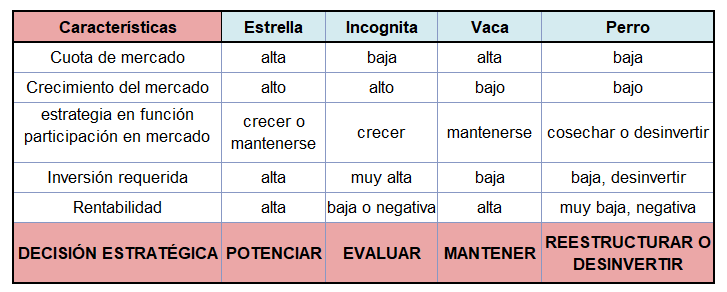 Características Estrella Incognita Vaca Perro
Cuota de mercado alta baja alta baja
Crecimiento del mercado alto alto bajo bajo
estrategia en función
participación en mercado
crecer o
mantenerse
crecer
mantenerse
cosechar o desinvertir
Inversión requerida alta muy alta baja baja, desinvertir
Rentabilidad alta baja o negativa alta muy baja, negativa
DECISIÓN ESTRATÉGICA POTENCIAR EVALUAR MANTENER
REESTRUCTURAR O
DESINVERTIR